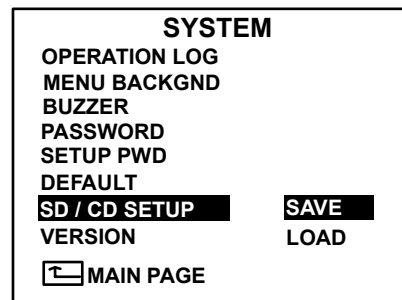 SYSTEM
OPERATION LOG
MENU BACKGND
BUZZER
PASSWORD
SETUP PWD
DEFAULT
SD / CD SETUP SAVE
VERSION LOAD
MAIN PAGE